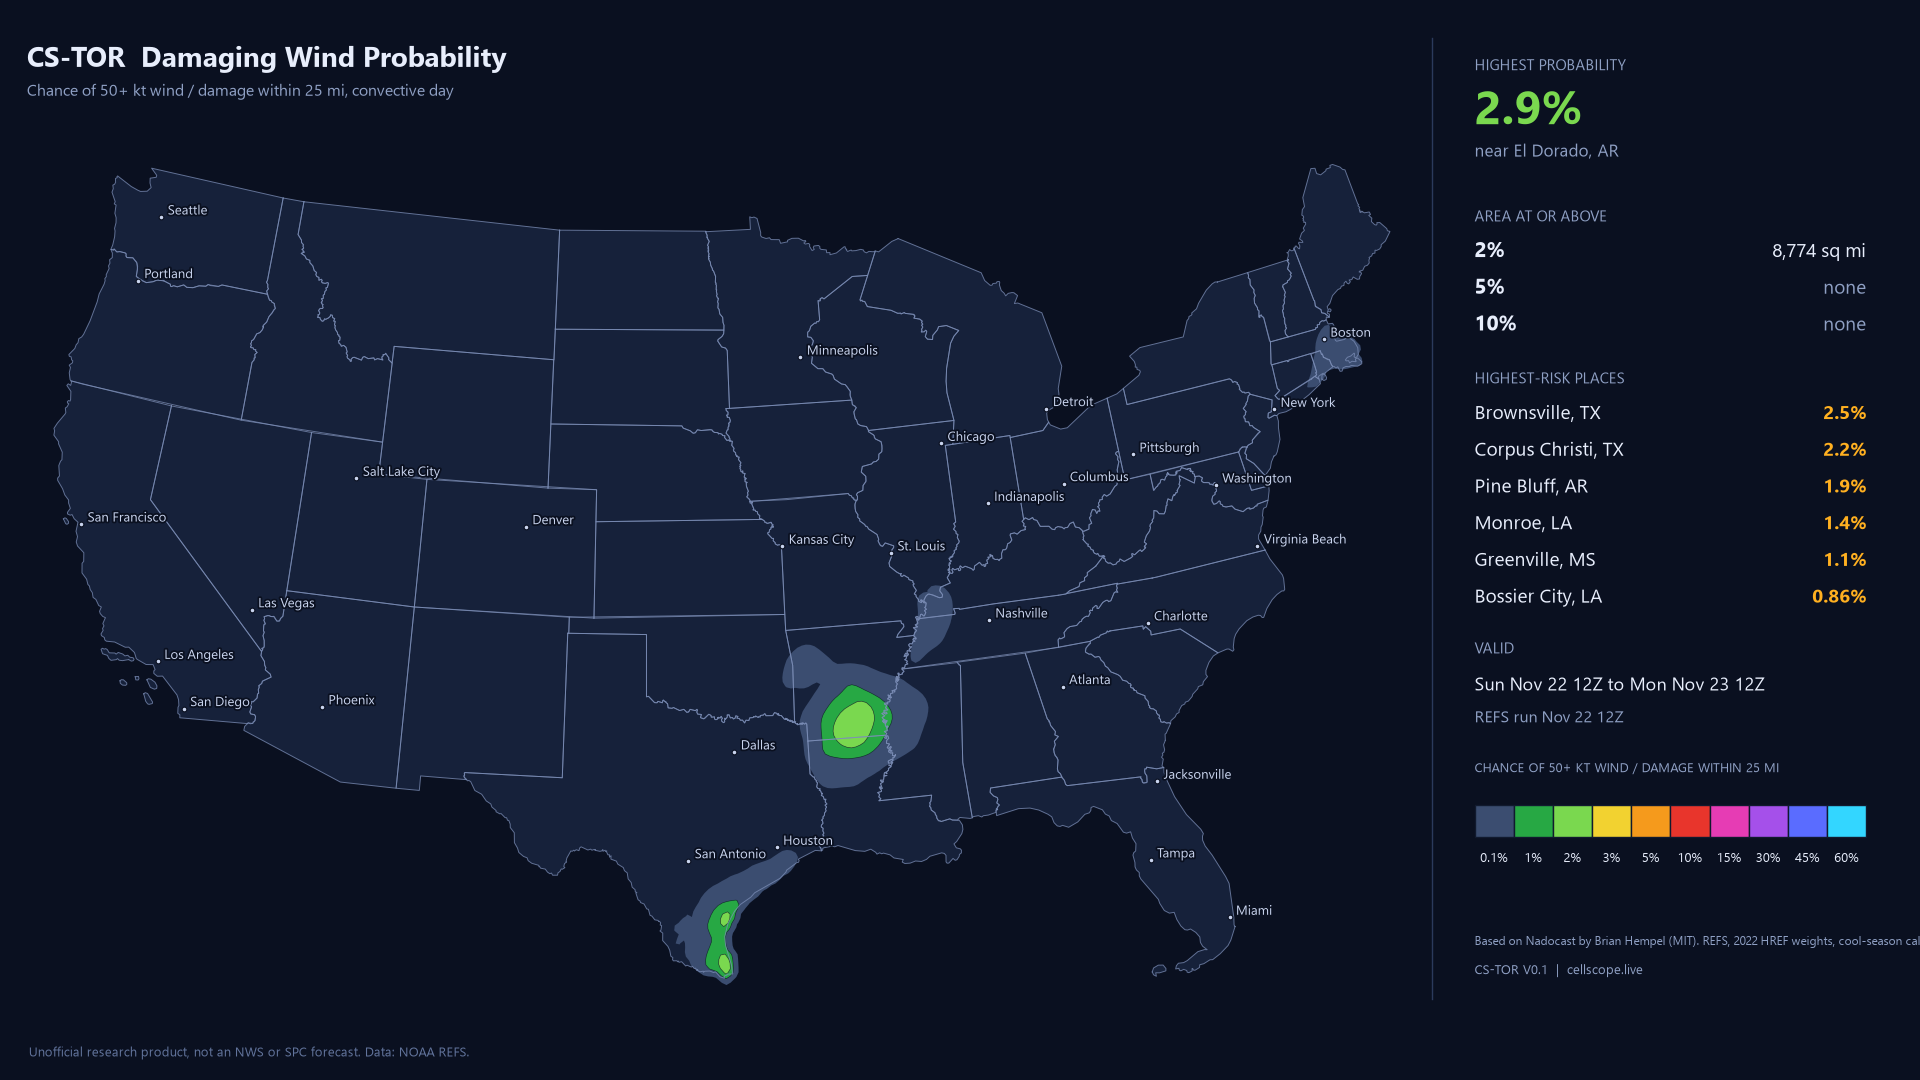 CS-TOR Damaging Wind Probability
Chance of 50+ kt wind / damage within 25 mi, convective day
Seattle
Portland
Minneapolis
Boston
Detroit
New York
Chicago
Pittsburgh
Salt Lake City
Columbus
Washington
Indianapolis
San Francisco
Denver
Kansas City
St. Louis
Virginia Beach
Las Vegas
Nashville
Charlotte
Los Angeles
Atlanta
San Diego
Phoenix
Dallas
Jacksonville
Houston
San Antonio
Tampa
Miami
HIGHEST PROBABILITY
2.9%
near El Dorado, AR
AREA AT OR ABOVE
2% 8,774 sq mi
5% none
10% none
HIGHEST-RISK PLACES
Brownsville, TX 2.5%
Corpus Christi, TX 2.2%
Pine Bluff, AR 1.9%
Monroe, LA 1.4%
Greenville, MS 1.1%
Bossier City, LA 0.86%
VALID
Sun Nov 22 12Z to Mon Nov 23 12Z
REFS run Nov 22 12Z
CHANCE OF 50+ KT WIND / DAMAGE WITHIN 25 MI
0.1% 1% 2% 3% 5% 10% 15% 30% 45% 60%
Based on Nadocast by Brian Hempel (MIT). REFS, 2022 HREF weights, cool-season cal
CS-TOR V0.1 | cellscope.live
Unofficial research product, not an NWS or SPC forecast. Data: NOAA REFS.